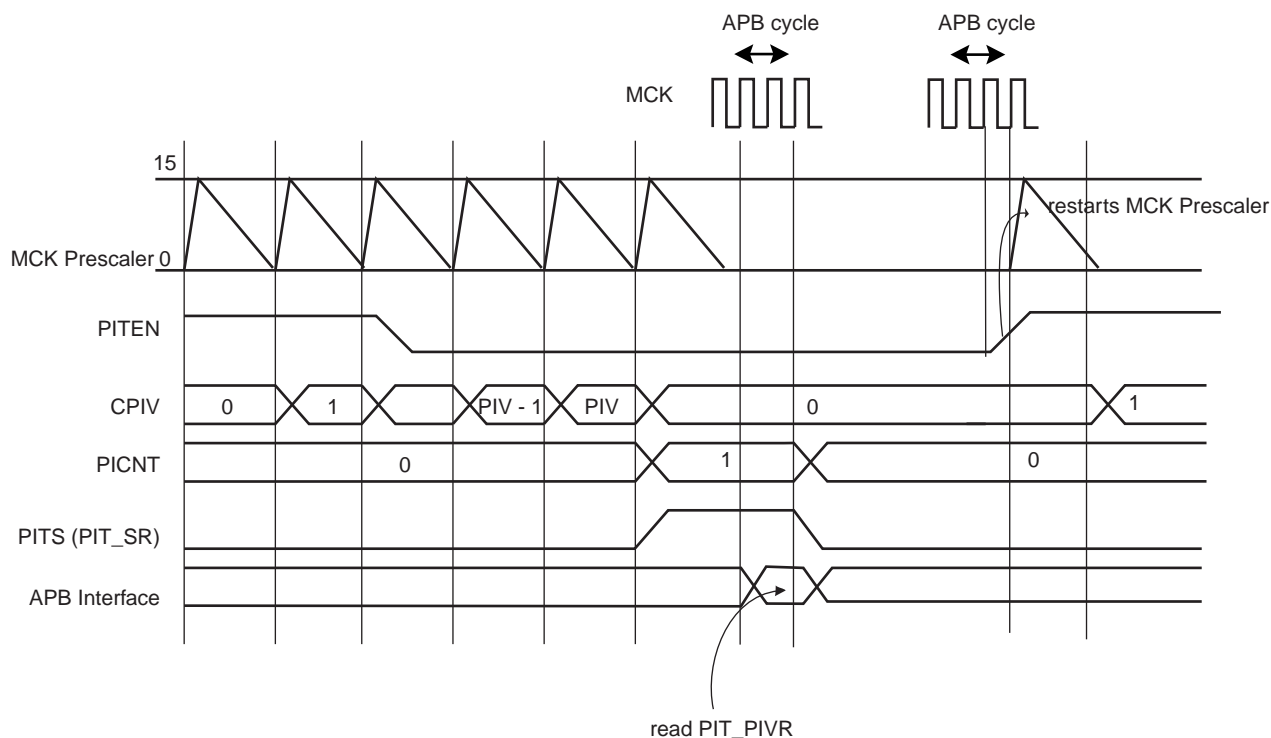 APB cycle
APB cycle
MCK
15
restarts MCK Prescaler
MCK Prescaler 0
PITEN
CPIV 0 1 PIV - 1 PIV 0 1
PICNT 0 1 0
PITS (PIT_SR)
APB Interface
read PIT_PIVR